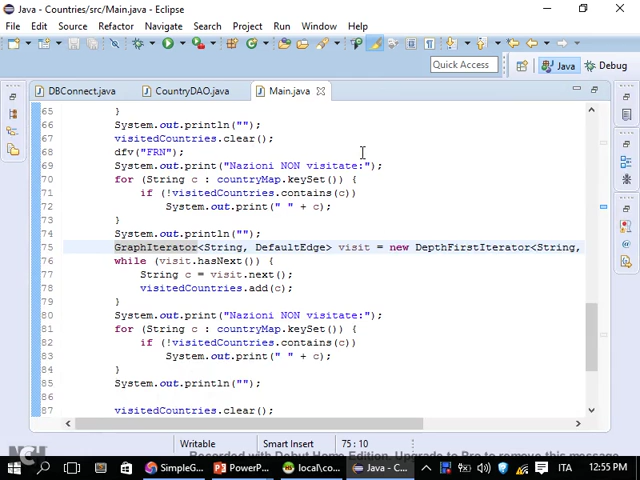 Java - Countries/src/Main.java - Eclipse
File Edit Source Refactor Navigate Search Project Run Window Help
Quick Access Java Debug
DBConnect.java CountryDAO.java Main.java
65 }
66 System.out.println("");
67 visitedCountries.clear();
68 dfv("FRN");
69 System.out.print("Nazioni NON visitate:");
70 for (String c : countryMap.keySet()) {
71 if (!visitedCountries.contains(c))
72 System.out.print(" " + c);
73 }
74 System.out.println("");
75 GraphIterator<String, DefaultEdge> visit = new DepthFirstIterator<String,
76 while (visit.hasNext()) {
77 String c = visit.next();
78 visitedCountries.add(c);
79 }
80 System.out.print("Nazioni NON visitate:");
81 for (String c : countryMap.keySet()) {
82 if (!visitedCountries.contains(c))
83 System.out.print(" " + c);
84 }
85 System.out.println("");
86
87 visitedCountries.clear();
Writable Smart Insert 75 : 10
NCH Recorded with Debut Home Edition. Upgrade to Pro to remove this message
SimpleG... PowerP... local\co... Java - C... ITA 12:55 PM